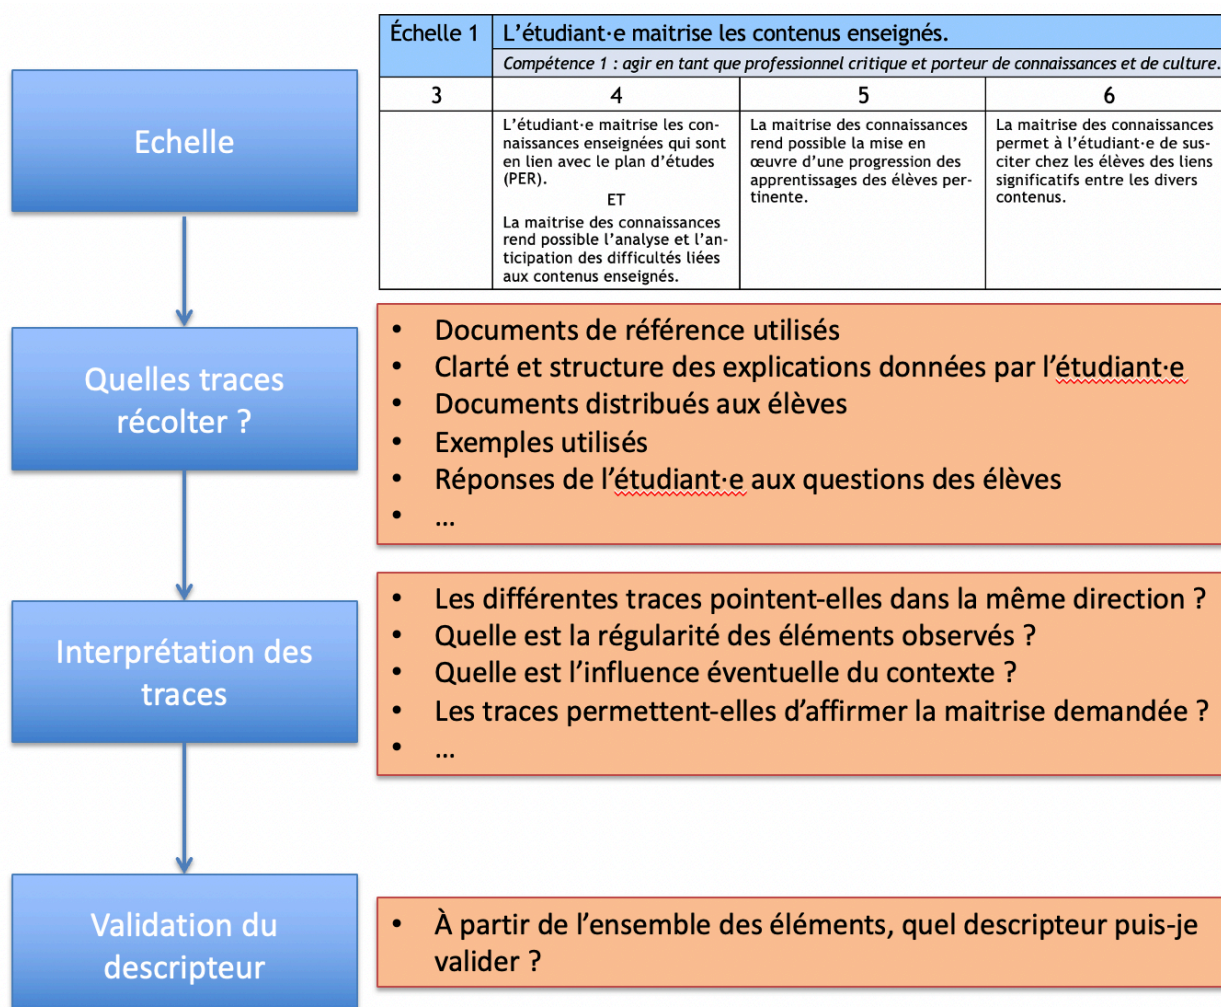 Échelle 1
L'étudiant·e maitrise les contenus enseignés.
Compétence 1 : agir en tant que professionnel critique et porteur de connaissances et de culture.
3
4
5
6
L'étudiant·e maitrise les con-
naissances enseignées qui sont
en lien avec le plan d'études
(PER).
ET
La maitrise des connaissances
rend possible l'analyse et l'an-
ticipation des difficultés liées
aux contenus enseignés.
La maitrise des connaissances
rend possible la mise en
œuvre d'une progression des
apprentissages des élèves per-
tinente.
La maitrise des connaissances
permet à l'étudiant·e de sus-
citer chez les élèves des liens
significatifs entre les divers
contenus.
Echelle
Quelles traces
récolter ?
• Documents de référence utilisés
• Clarté et structure des explications données par l'étudiant·e
• Documents distribués aux élèves
• Exemples utilisés
• Réponses de l'étudiant·e aux questions des élèves
• …
Interprétation des
traces
• Les différentes traces pointent-elles dans la même direction ?
• Quelle est la régularité des éléments observés ?
• Quelle est l'influence éventuelle du contexte ?
• Les traces permettent-elles d'affirmer la maitrise demandée ?
• …
Validation du
descripteur
• À partir de l'ensemble des éléments, quel descripteur puis-je
valider ?